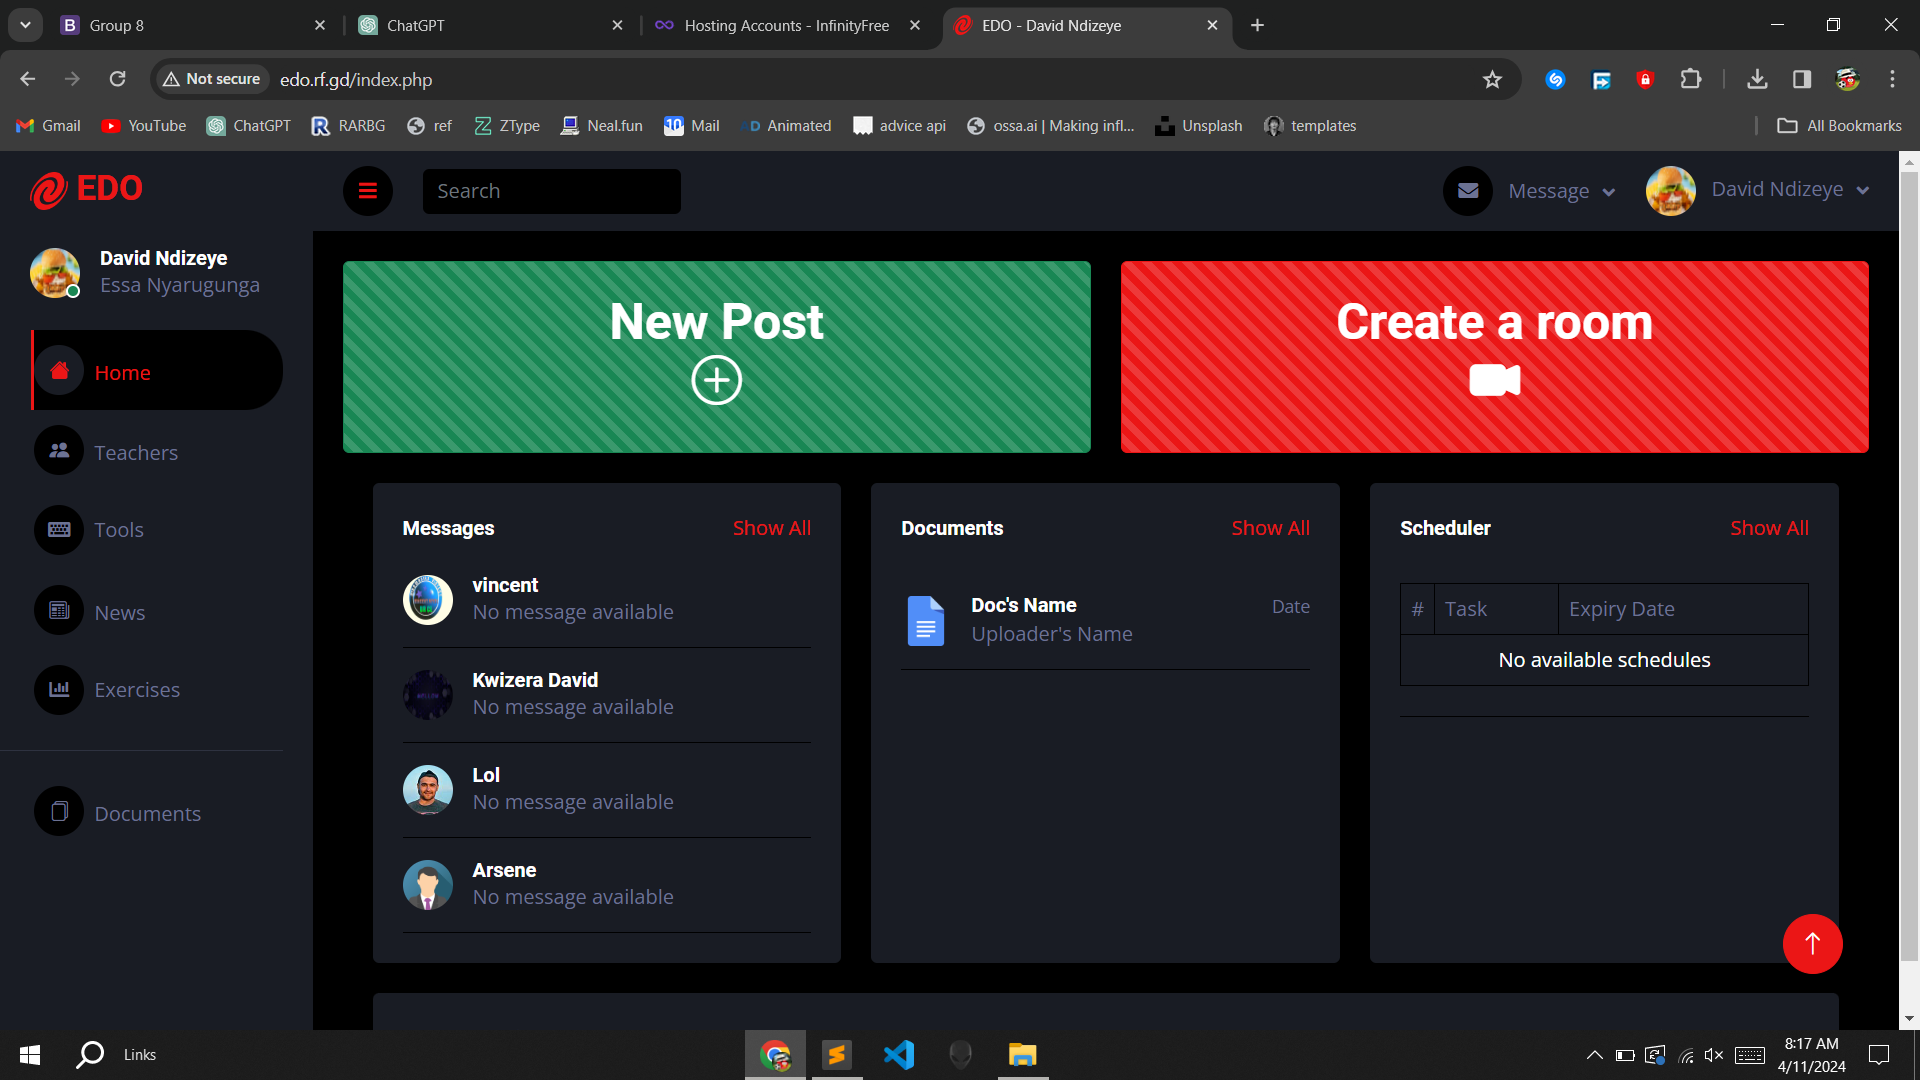 Group 8
ChatGPT
Hosting Accounts - InfinityFree
EDO - David Ndizeye
Not secure
edo.rf.gd/index.php
Gmail
YouTube
ChatGPT
RARBG
ref
ZType
Neal.fun
Mail
Animated
advice api
ossa.ai | Making infl...
Unsplash
templates
All Bookmarks
EDO
Search
Message
David Ndizeye
David Ndizeye
Essa Nyarugunga
Home
Teachers
Tools
News
Exercises
Documents
New Post
Create a room
Messages
Show All
vincent
No message available
Kwizera David
No message available
Lol
No message available
Arsene
No message available
Documents
Show All
Doc's Name
Date
Uploader's Name
Scheduler
Show All
# Task Expiry Date
No available schedules
Links
8:17 AM
4/11/2024